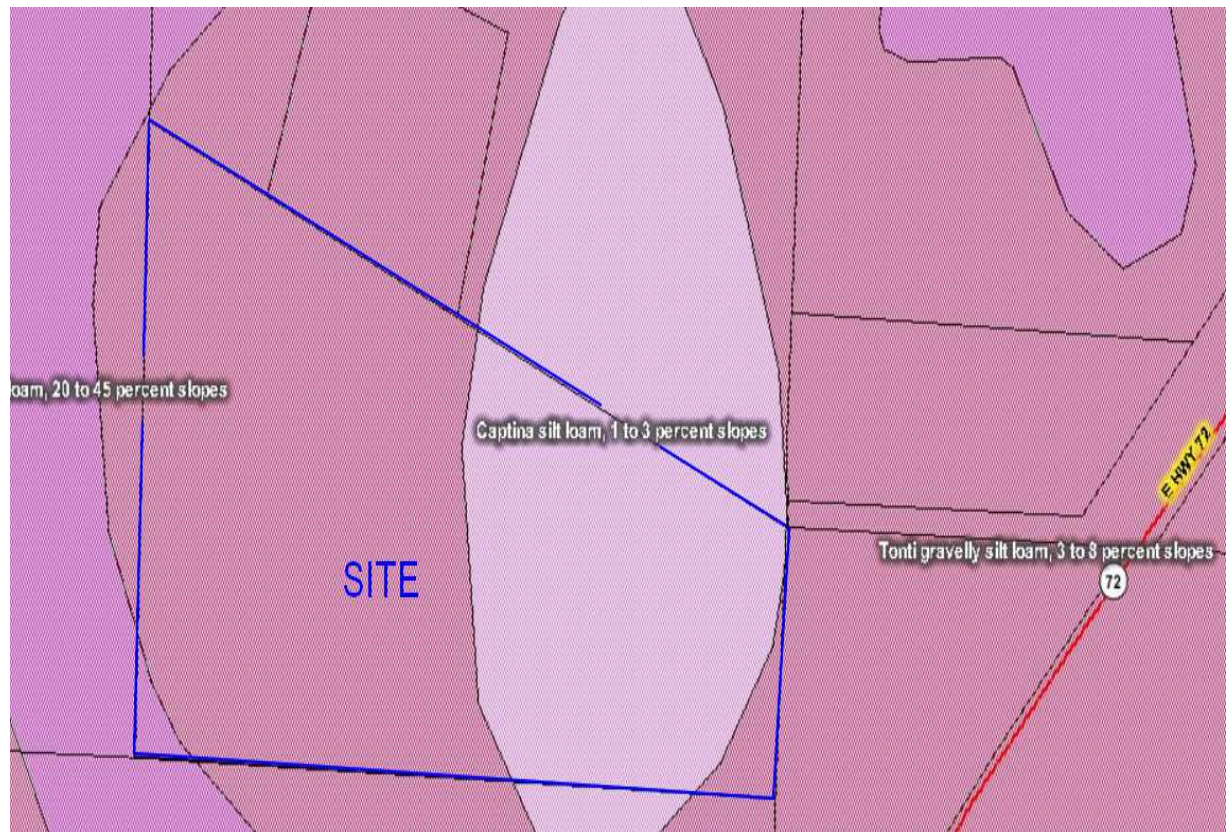 oam, 20 to 45 percent slopes
Captina silt loam, 1 to 3 percent slopes
E HWY 72
Tonti gravelly silt loam, 3 to 8 percent slopes
SITE
72